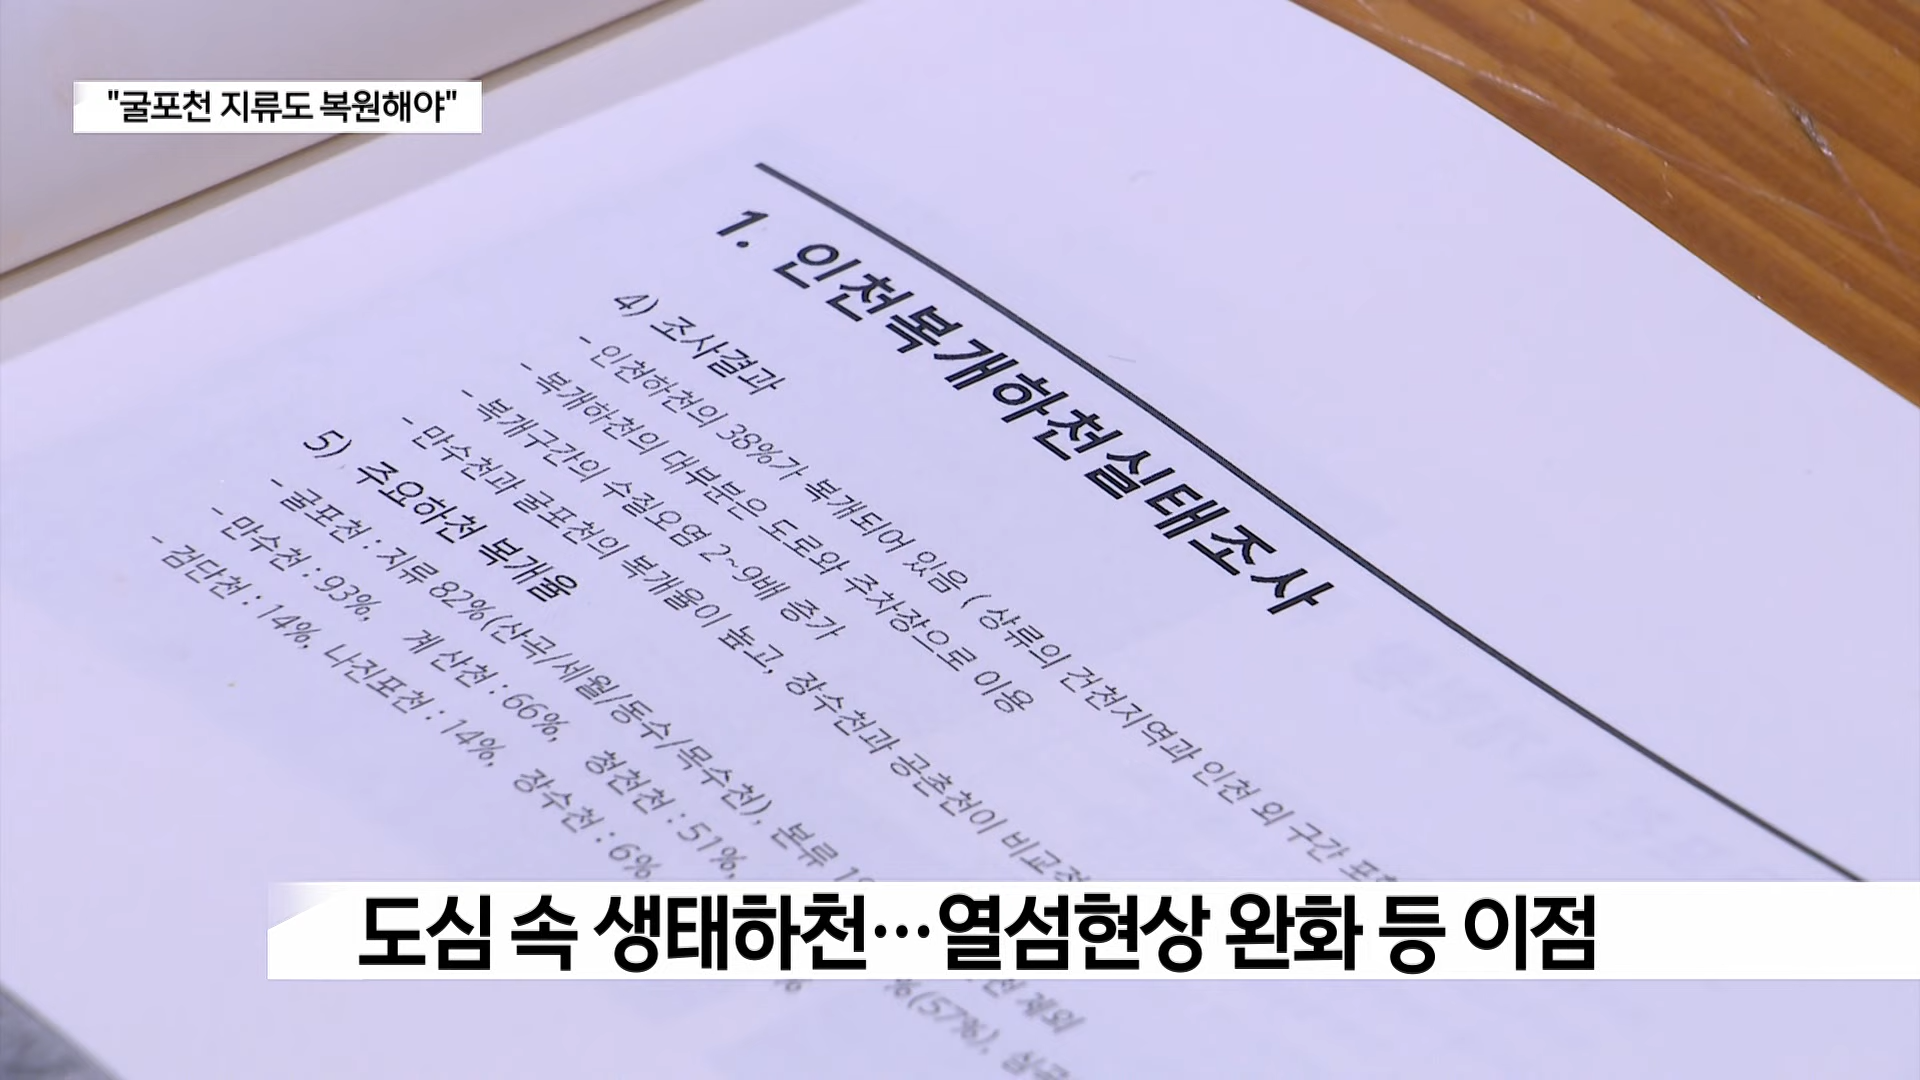 "굴포천 지류도 복원해야"
1. 인천복개하천실태조사
4) 조사결과
- 인천하천의 38%가 복개되어 있음 ( 상류의 건천지역과 인천 외 구간
- 복개하천의 대부분은 도로와 주차장으로 이용
- 복개구간의 수질오염 2~9배 증가
- 만수천과 굴포천의 복개율이 높고, 장수천과 공촌천이
5) 주요하천 복개율
- 굴포천 : 지류 82%(산곡/세월/동수/목수천), 본류
- 만수천 : 93%, 계 산천 : 66%, 청천천 : 51%,
- 검단천 : 14%, 나진포천 : 14%, 장수천 : 6%
제외
%(57%),
도심 속 생태하천…열섬현상 완화 등 이점